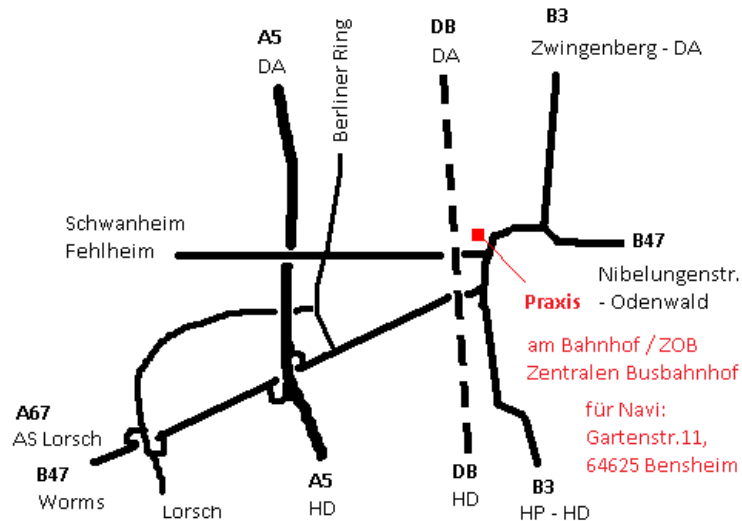 A5
DA
Berliner Ring
DB
DA
B3
Zwingenberg - DA
Schwanheim
Fehlheim
B47
Nibelungenstr.
- Odenwald
Praxis
am Bahnhof / ZOB
Zentralen Busbahnhof
für Navi:
Gartenstr.11,
64625 Bensheim
A67
AS Lorsch
B47
Worms
Lorsch
A5
HD
DB
HD
B3
HP - HD